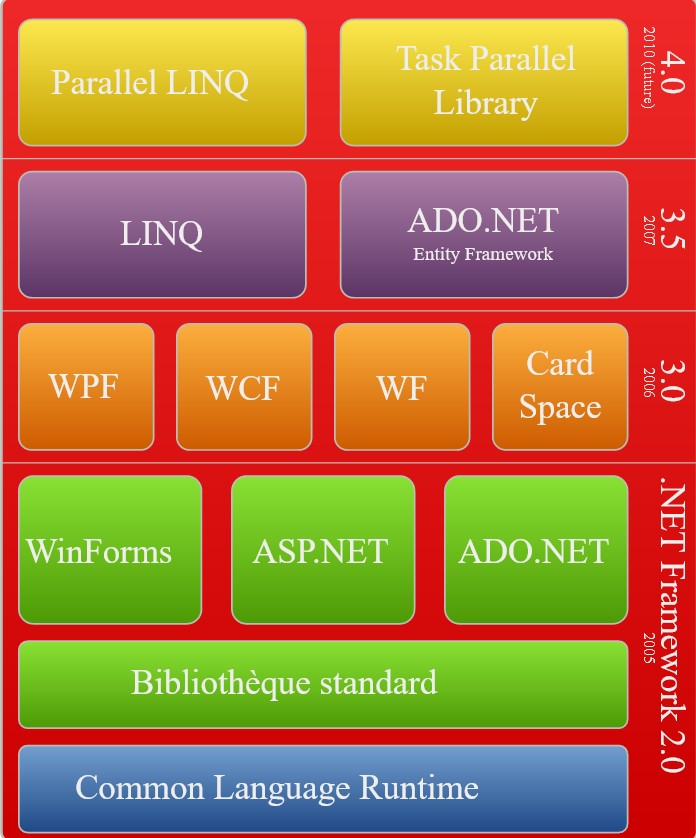 Parallel LINQ
Task Parallel
Library
4.0
2010 (future)
LINQ
ADO.NET
Entity Framework
3.5
2007
WPF
WCF
WF
Card
Space
3.0
2006
WinForms
ASP.NET
ADO.NET
Bibliothèque standard
Common Language Runtime
.NET Framework 2.0
2005